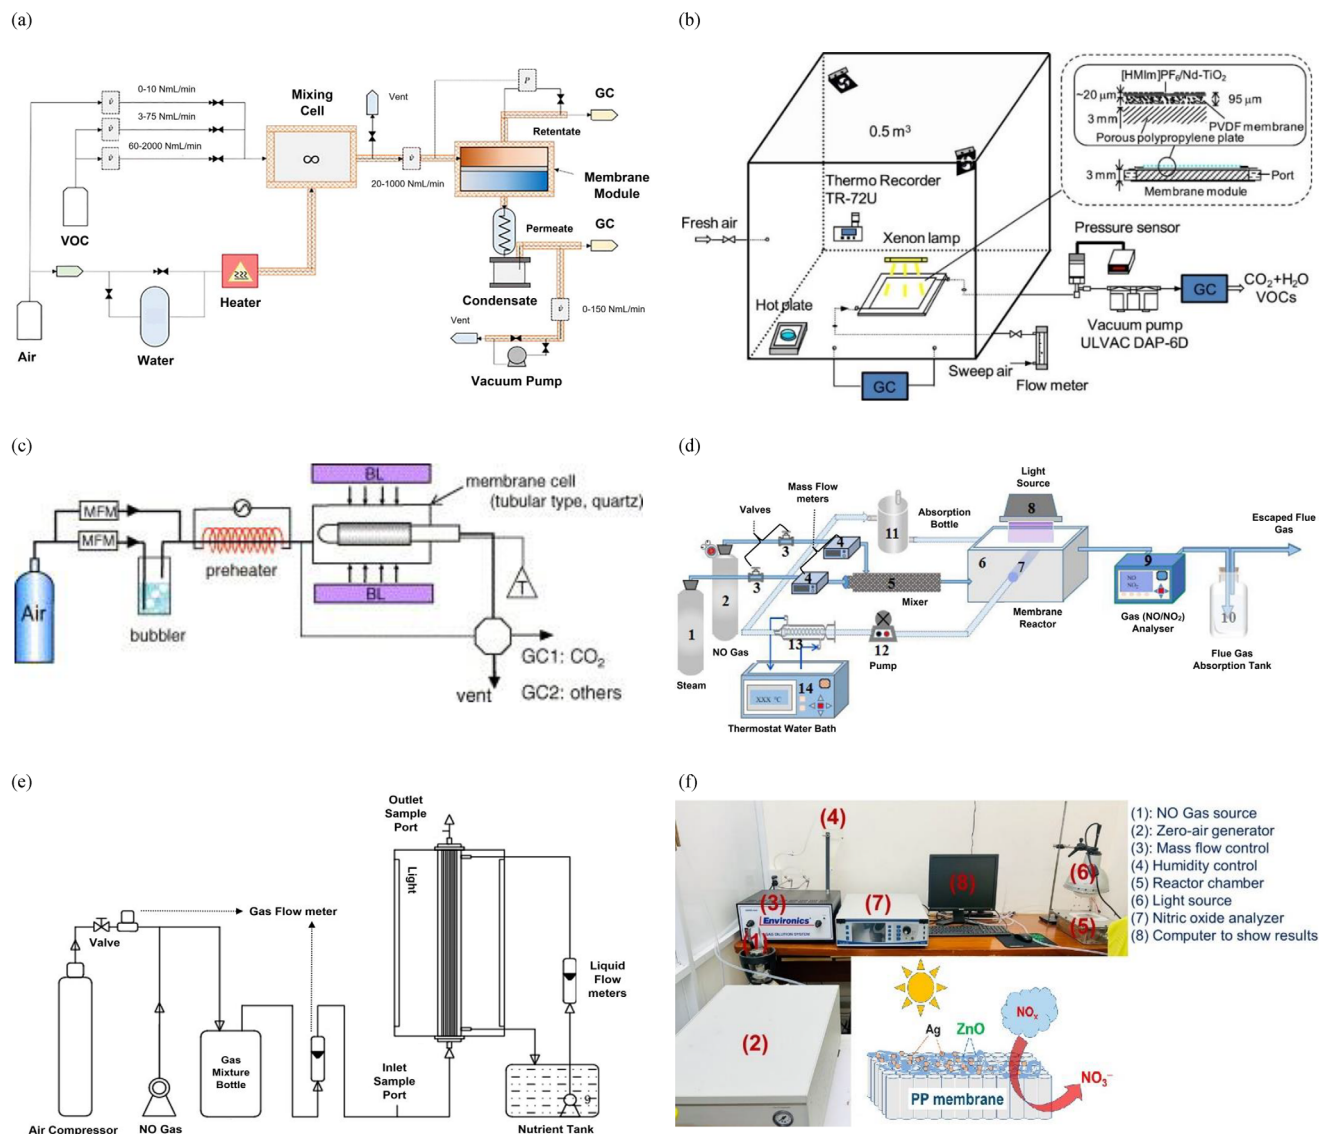 (a)
0-10 NmL/min
3-75 NmL/min
60-2000 NmL/min
VOC
Air
Water
Heater
Mixing
Cell
∞
Vent
20-1000 NmL/min
P
GC
Retentate
Membrane
Module
Permeate
GC
Condensate
0-150 NmL/min
Vent
Vacuum Pump
(b)
0.5 m³
Thermo Recorder
TR-72U
Xenon lamp
Fresh air
Hot plate
GC
Sweep air
Flow meter
[HMIm]PF₆/Nd-TiO₂
~20 µm
95 µm
3 mm
PVDF membrane
Porous polypropylene plate
3 mm
Port
Membrane module
Pressure sensor
GC
CO₂+H₂O
VOCs
Vacuum pump
ULVAC DAP-6D
(c)
BL
membrane cell
(tubular type, quartz)
MFM
MFM
preheater
Air
bubbler
BL
T
GC1: CO₂
vent
GC2: others
(d)
Light
Source
Mass Flow
meters
Valves
Absorption
Bottle
Escaped Flue
Gas
8
11
3
4
6
7
9
NO
NO₂
2
3
4
5
Mixer
Membrane
Reactor
Gas (NO/NO₂)
Analyser
10
1
NO Gas
13
12
Pump
Flue Gas
Absorption Tank
Steam
14
XXX °C
Thermostat Water Bath
(e)
Outlet
Sample
Port
Light
Gas Flow meter
Valve
Liquid
Flow
meters
Gas
Mixture
Bottle
Inlet
Sample
Port
9
Air Compressor
NO Gas
Nutrient Tank
(f)
(4)
(3)
Environics
GAS DILUTION SYSTEM
(7)
(8)
(6)
(5)
(1)
(2)
(1): NO Gas source
(2): Zero-air generator
(3): Mass flow control
(4): Humidity control
(5): Reactor chamber
(6): Light source
(7): Nitric oxide analyzer
(8) Computer to show results
NOₓ
Ag
ZnO
NO₃⁻
PP membrane